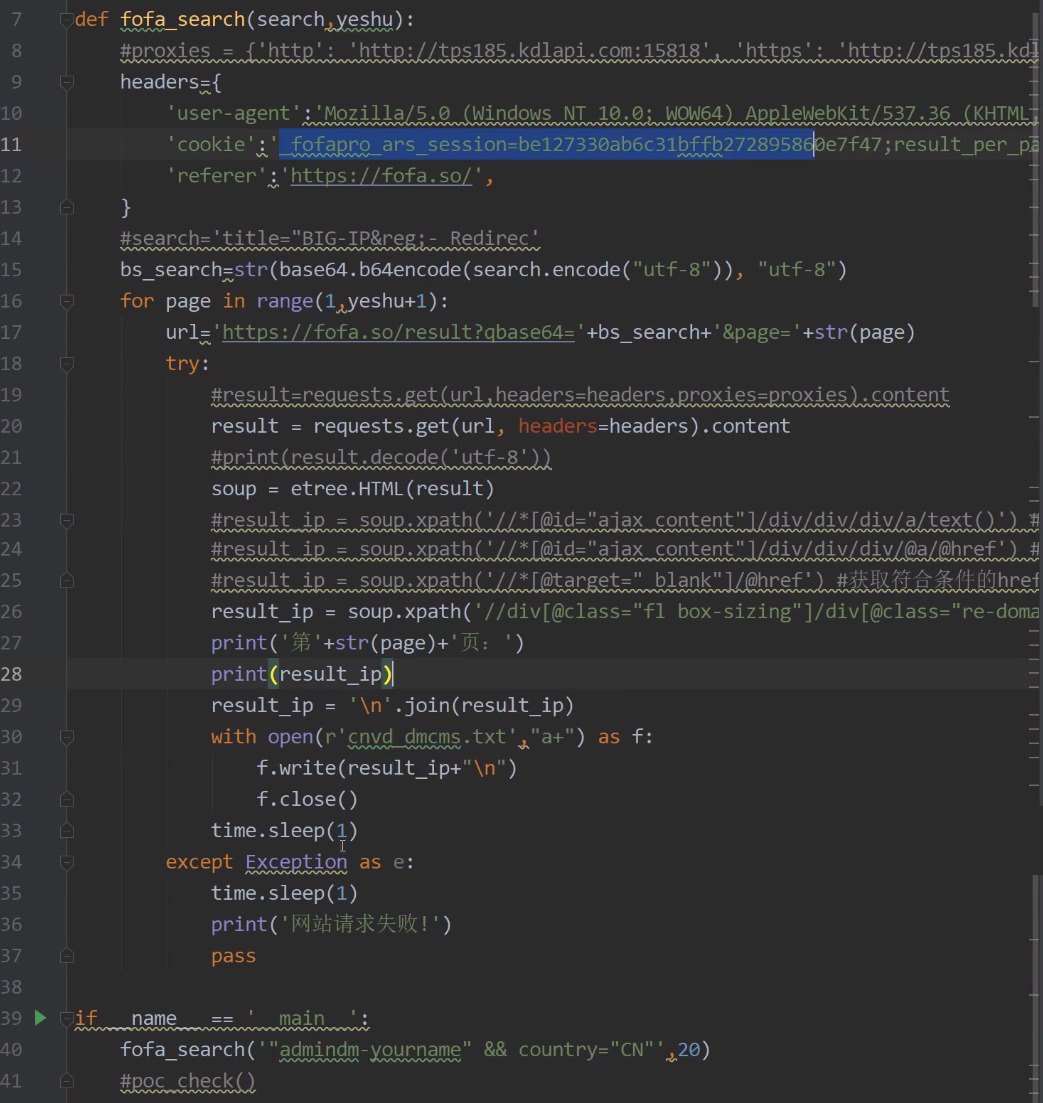 7 def fofa_search(search,yeshu):
8 #proxies = {'http': 'http://tps185.kdlapi.com:15818', 'https': 'http://tps185.kdl
9 headers={
10 'user-agent':'Mozilla/5.0 (Windows NT 10.0; WOW64) AppleWebKit/537.36 (KHTML,
11 'cookie':'_fofapro_ars_session=be127330ab6c31bffb272895860e7f47;result_per_pa
12 'referer':'https://fofa.so/',
13 }
14 #search='title="BIG-IP&reg;- Redirec'
15 bs_search=str(base64.b64encode(search.encode("utf-8")), "utf-8")
16 for page in range(1,yeshu+1):
17 url='https://fofa.so/result?qbase64='+bs_search+'&page='+str(page)
18 try:
19 #result=requests.get(url,headers=headers,proxies=proxies).content
20 result = requests.get(url, headers=headers).content
21 #print(result.decode('utf-8'))
22 soup = etree.HTML(result)
23 #result_ip = soup.xpath('//*[@id="ajax_content"]/div/div/div/a/text()') #
24 #result_ip = soup.xpath('//*[@id="ajax_content"]/div/div/div/@a/@href') #
25 #result_ip = soup.xpath('//*[@target="_blank"]/@href') #获取符合条件的href
26 result_ip = soup.xpath('//div[@class="fl box-sizing"]/div[@class="re-doma
27 print('第'+str(page)+'页：')
28 print(result_ip)
29 result_ip = '\n'.join(result_ip)
30 with open(r'cnvd_dmcms.txt',"a+") as f:
31 f.write(result_ip+"\n")
32 f.close()
33 time.sleep(1)
34 except Exception as e:
35 time.sleep(1)
36 print('网站请求失败!')
37 pass
38
39 if __name__ == '__main__':
40 fofa_search('"admindm-yourname" && country="CN"',20)
41 #poc_check()